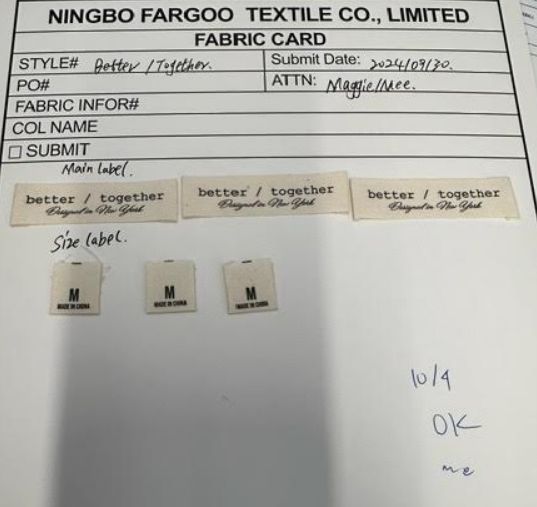 NINGBO FARGOO TEXTILE CO., LIMITED
FABRIC CARD
STYLE# Better / Together. Submit Date: 2024/09/30.
PO# ATTN: Maggie/Mee.
FABRIC INFOR#
COL NAME
☐ SUBMIT
Main label.
better / together better / together better / together
Designed in New York Designed in New York Designed in New York
Size label.
M M M
MADE IN CHINA MADE IN CHINA MADE IN CHINA
10/9
OK
me